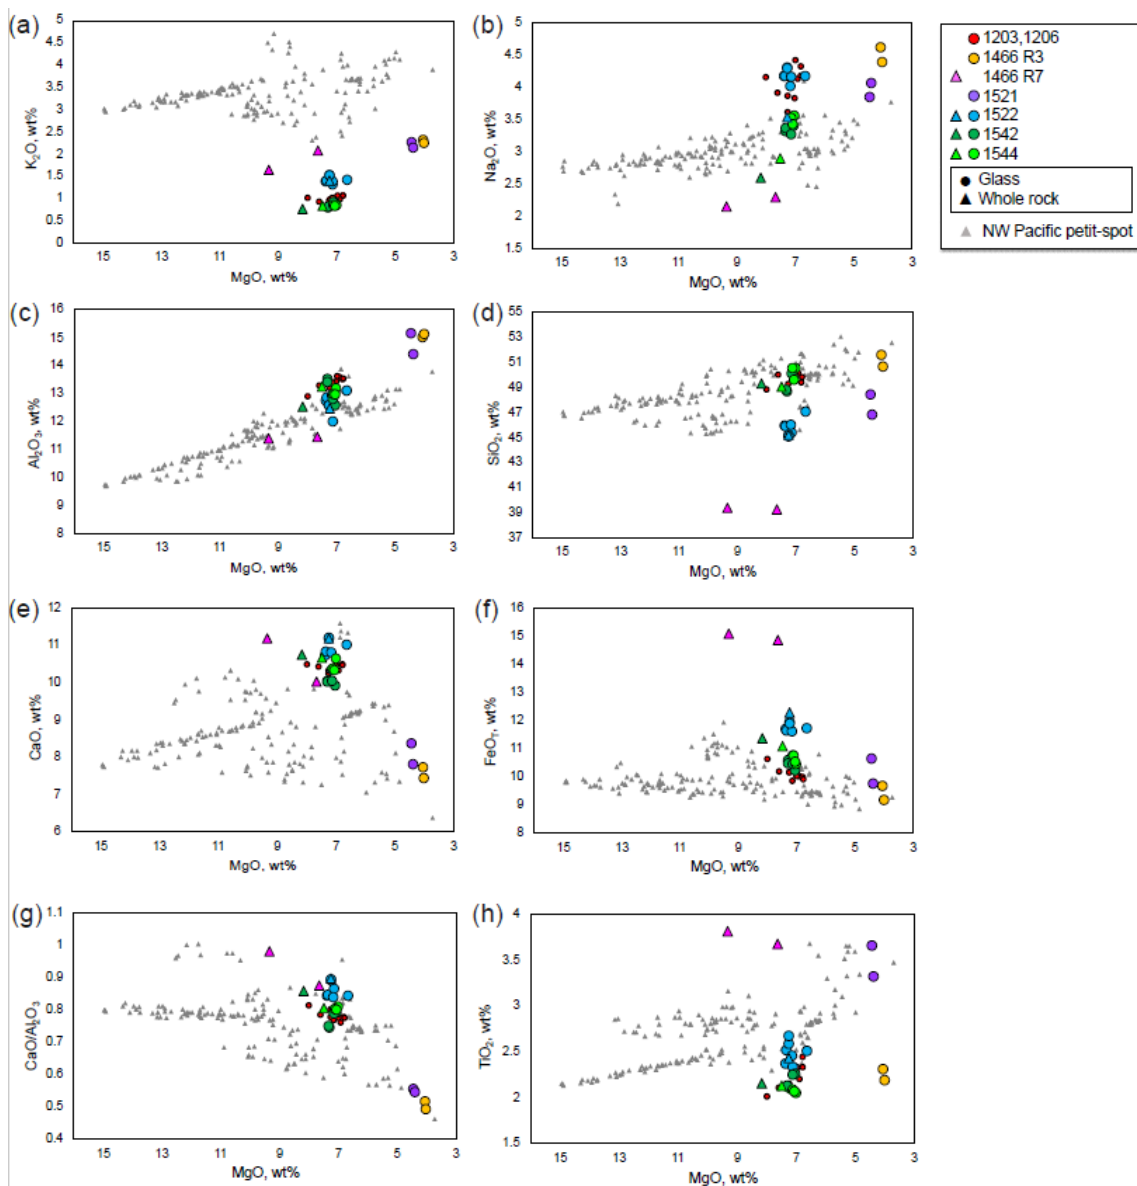 (a)
5
4.5
4
3.5
3
2.5
2
1.5
1
0.5
0
K₂O, wt%
15 13 11 9 7 5 3
MgO, wt%
(b)
5
4.5
4
3.5
3
2.5
2
1.5
Na₂O, wt%
15 13 11 9 7 5 3
MgO, wt%
1203,1206
1466 R3
1466 R7
1521
1522
1542
1544
Glass
Whole rock
NW Pacific petit-spot
(c)
16
15
14
13
12
11
10
9
8
Al₂O₃, wt%
15 13 11 9 7 5 3
MgO, wt%
(d)
55
53
51
49
47
45
43
41
39
37
SiO₂, wt%
15 13 11 9 7 5 3
MgO, wt%
(e)
12
11
10
9
8
7
6
CaO, wt%
15 13 11 9 7 5 3
MgO, wt%
(f)
16
15
14
13
12
11
10
9
8
FeOT, wt%
15 13 11 9 7 5 3
MgO, wt%
(g)
1.1
1
0.9
0.8
0.7
0.6
0.5
0.4
CaO/Al₂O₃
15 13 11 9 7 5 3
MgO, wt%
(h)
4
3.5
3
2.5
2
1.5
TiO₂, wt%
15 13 11 9 7 5 3
MgO, wt%